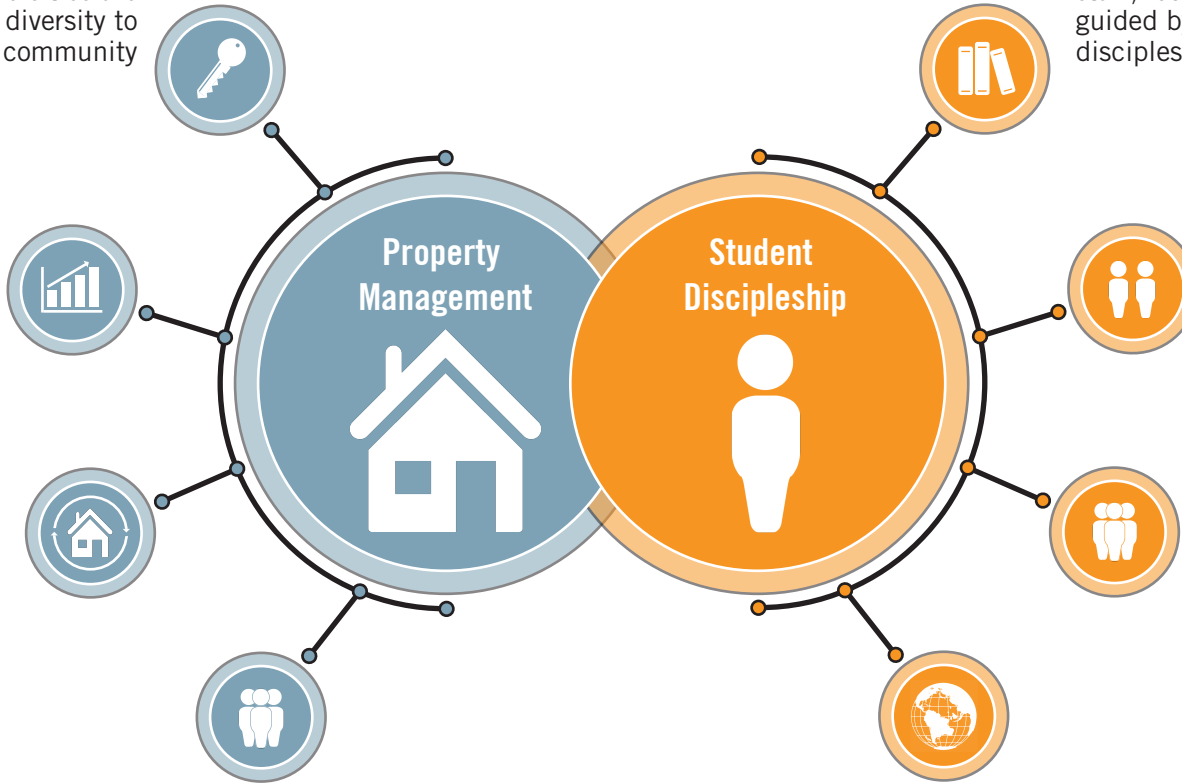 diversity to
community
guided b
disciples
Property
Management
Student
Discipleship